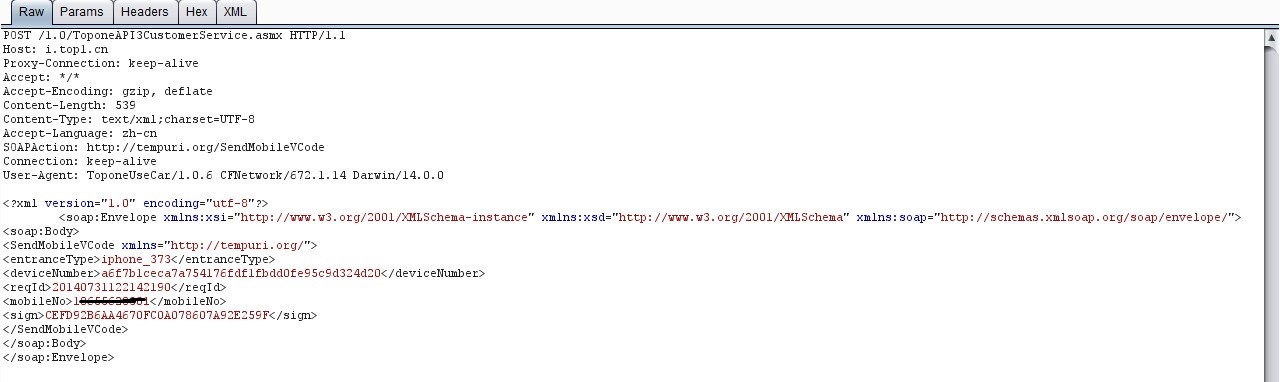 Raw Params Headers Hex XML
POST /1.0/ToponeAPI3CustomerService.asmx HTTP/1.1
Host: i.top1.cn
Proxy-Connection: keep-alive
Accept: */*
Accept-Encoding: gzip, deflate
Content-Length: 539
Content-Type: text/xml;charset=UTF-8
Accept-Language: zh-cn
SOAPAction: http://tempuri.org/SendMobileVCode
Connection: keep-alive
User-Agent: ToponeUseCar/1.0.6 CFNetwork/672.1.14 Darwin/14.0.0
<?xml version="1.0" encoding="utf-8"?>
<soap:Envelope xmlns:xsi="http://www.w3.org/2001/XMLSchema-instance" xmlns:xsd="http://www.w3.org/2001/XMLSchema" xmlns:soap="http://schemas.xmlsoap.org/soap/envelope/">
<soap:Body>
<SendMobileVCode xmlns="http://tempuri.org/">
<entranceType>iphone_373</entranceType>
<deviceNumber>a6f7b1ceca7a754176fdf1fbdd0fe95c9d324d20</deviceNumber>
<reqId>20140731122142190</reqId>
<mobileNo></mobileNo>
<sign>CEFD92B6AA4670FC0A078607A92E259F</sign>
</SendMobileVCode>
</soap:Body>
</soap:Envelope>